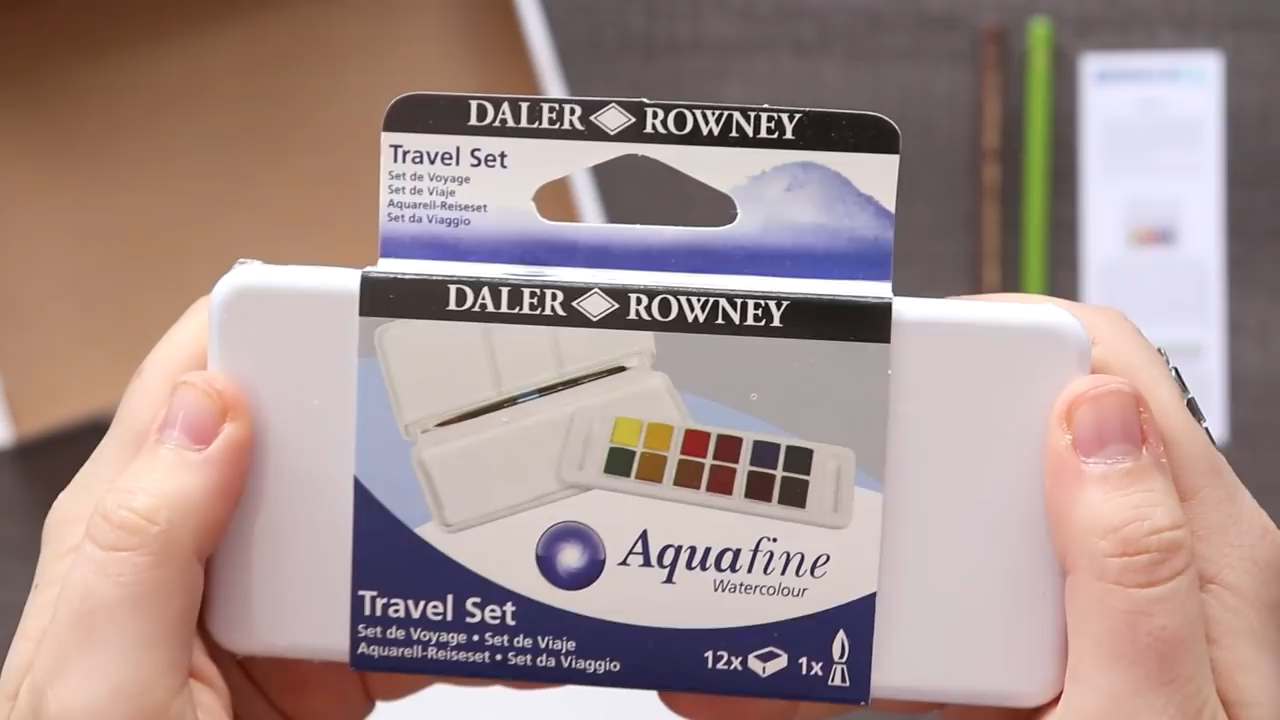 DALER ROWNEY
Travel Set
Set de Voyage
Set de Viaje
Aquarell-Reiseset
Set da Viaggio
DALER ROWNEY
Aquafine
Watercolour
Travel Set
Set de Voyage • Set de Viaje
Aquarell-Reiseset • Set da Viaggio
12x 1x